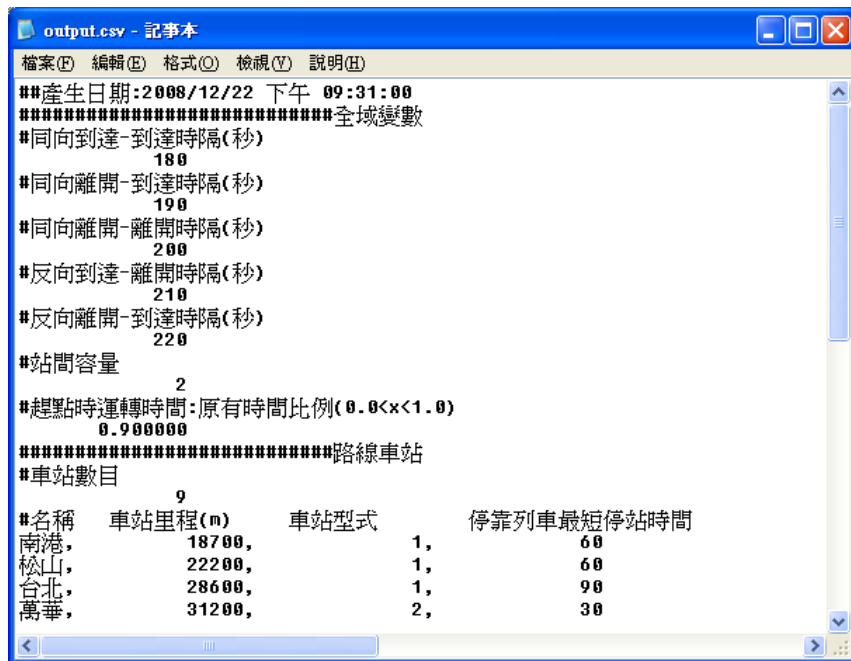 output.csv - 記事本
檔案(F) 編輯(E) 格式(O) 檢視(V) 說明(H)
##產生日期:2008/12/22 下午 09:31:00
############################全域變數
#同向到達-到達時隔(秒)
180
#同向離開-到達時隔(秒)
190
#同向離開-離開時隔(秒)
200
#反向到達-離開時隔(秒)
210
#反向離開-到達時隔(秒)
220
#站間容量
2
#趕點時運轉時間:原有時間比例(0.0<x<1.0)
0.900000
############################路線車站
#車站數目
9
#名稱 車站里程(m) 車站型式 停靠列車最短停站時間
南港, 18700, 1, 60
松山, 22200, 1, 60
台北, 28600, 1, 90
萬華, 31200, 2, 30